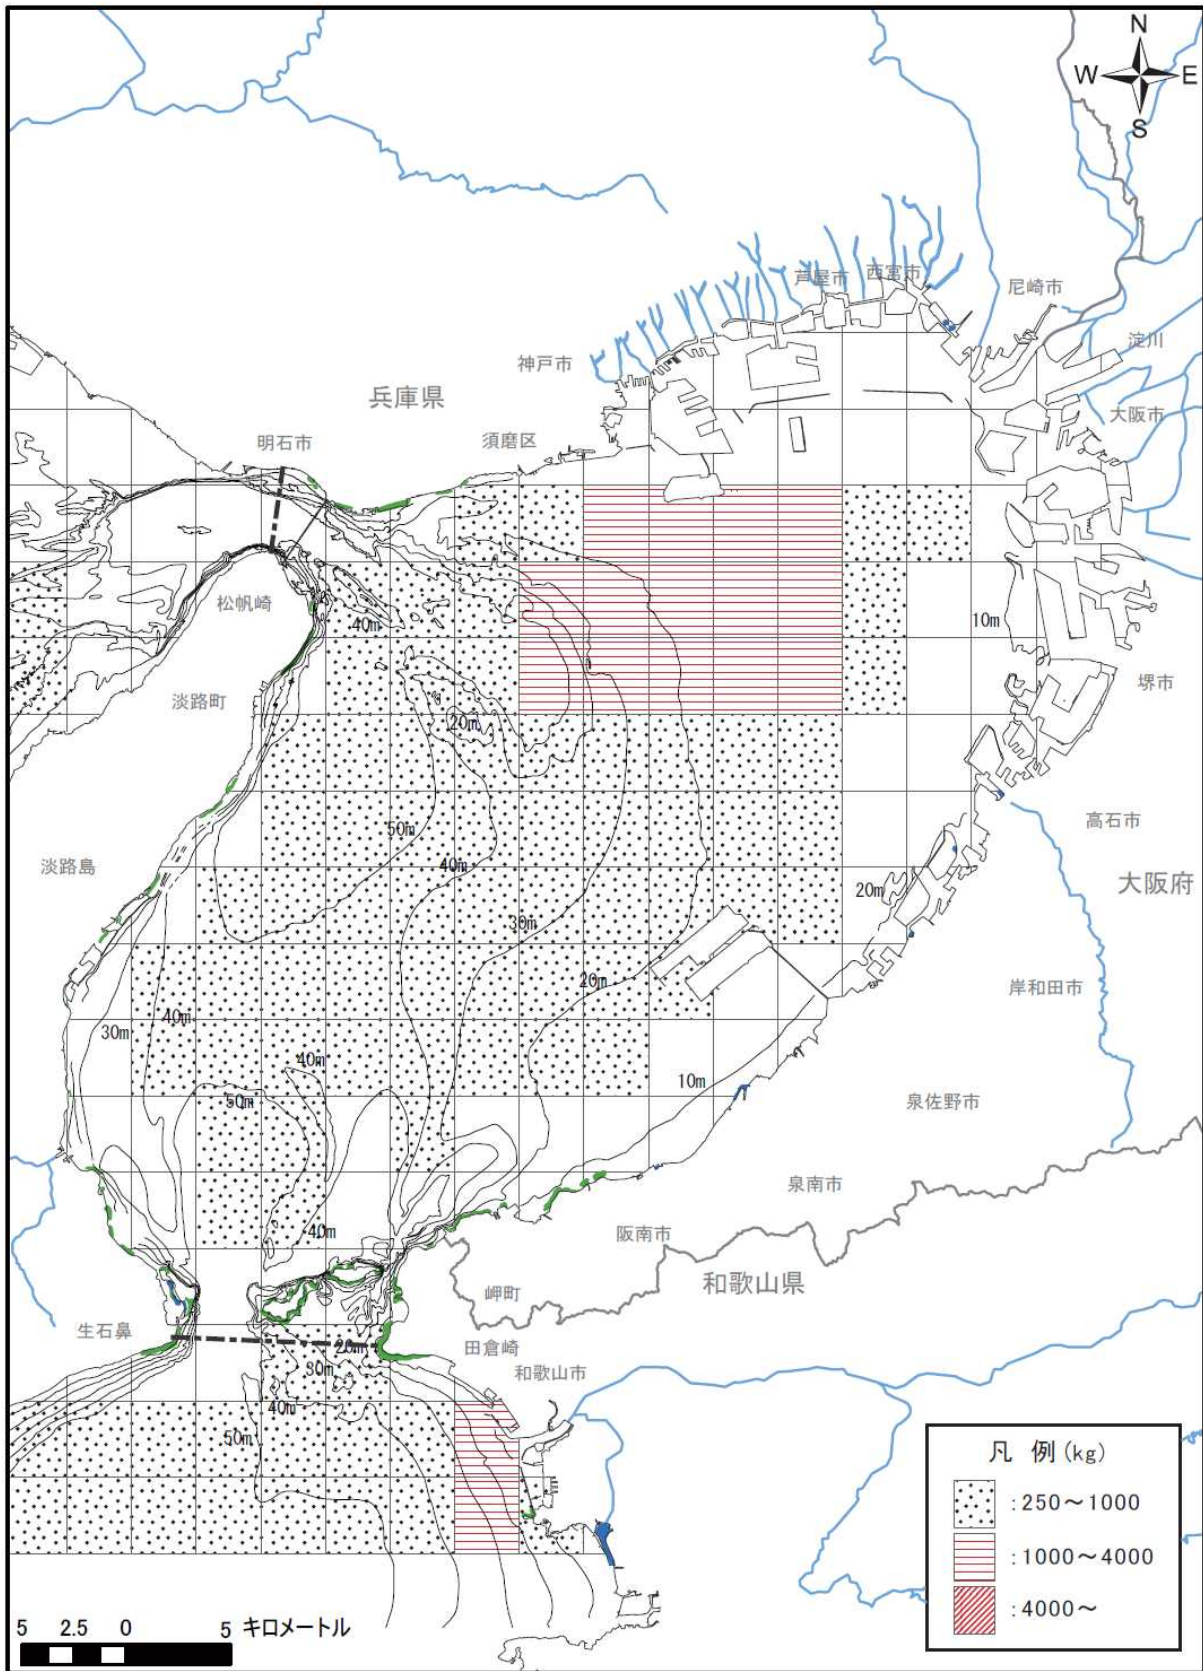 N
W E
S
芦屋市 西宮市
尼崎市
淀川
神戸市
兵庫県
大阪市
明石市
須磨区
松帆崎
40m
10m
淡路町
堺市
20m
50m
高石市
淡路島
40m
大阪府
20m
30m
20m
岸和田市
40m
30m
40m
10m
50m
泉佐野市
泉南市
40m
阪南市
和歌山県
岬町
生石鼻
20m
田倉崎
30m
和歌山市
40m
50m
凡 例(kg)
:250~1000
:1000~4000
:4000~
5 2.5 0 5 キロメートル